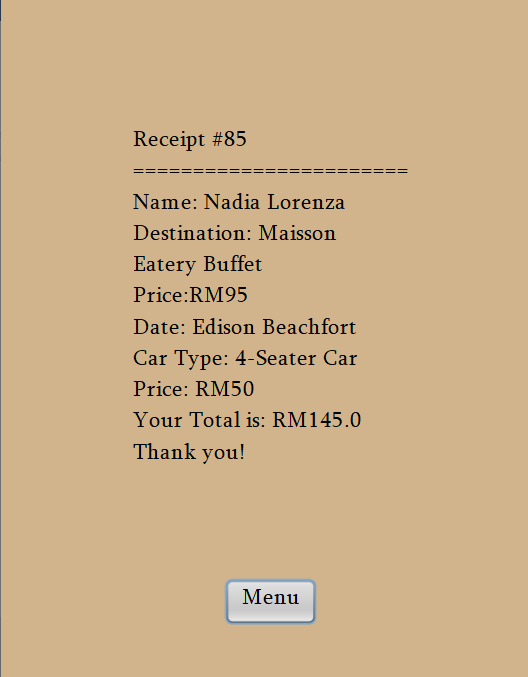 Receipt #85
=======================
Name: Nadia Lorenza
Destination: Maisson
Eatery Buffet
Price:RM95
Date: Edison Beachfort
Car Type: 4-Seater Car
Price: RM50
Your Total is: RM145.0
Thank you!
Menu